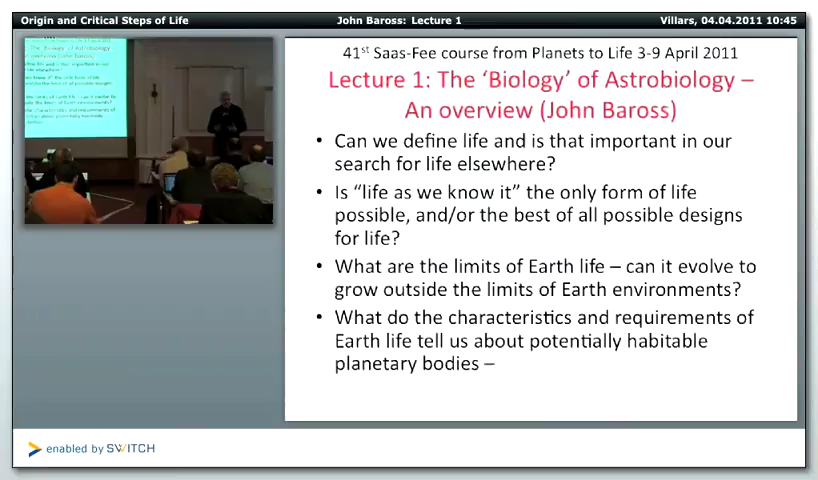 Origin and Critical Steps of Life
John Baross: Lecture 1
Villars, 04.04.2011 10:45
41st Saas-Fee course from Planets to Life 3-9 April 2011
Lecture 1: The ‘Biology’ of Astrobiology –
An overview (John Baross)
• Can we define life and is that important in our
search for life elsewhere?
• Is “life as we know it” the only form of life
possible, and/or the best of all possible designs
for life?
• What are the limits of Earth life – can it evolve to
grow outside the limits of Earth environments?
• What do the characteristics and requirements of
Earth life tell us about potentially habitable
planetary bodies –
enabled by SWITCH